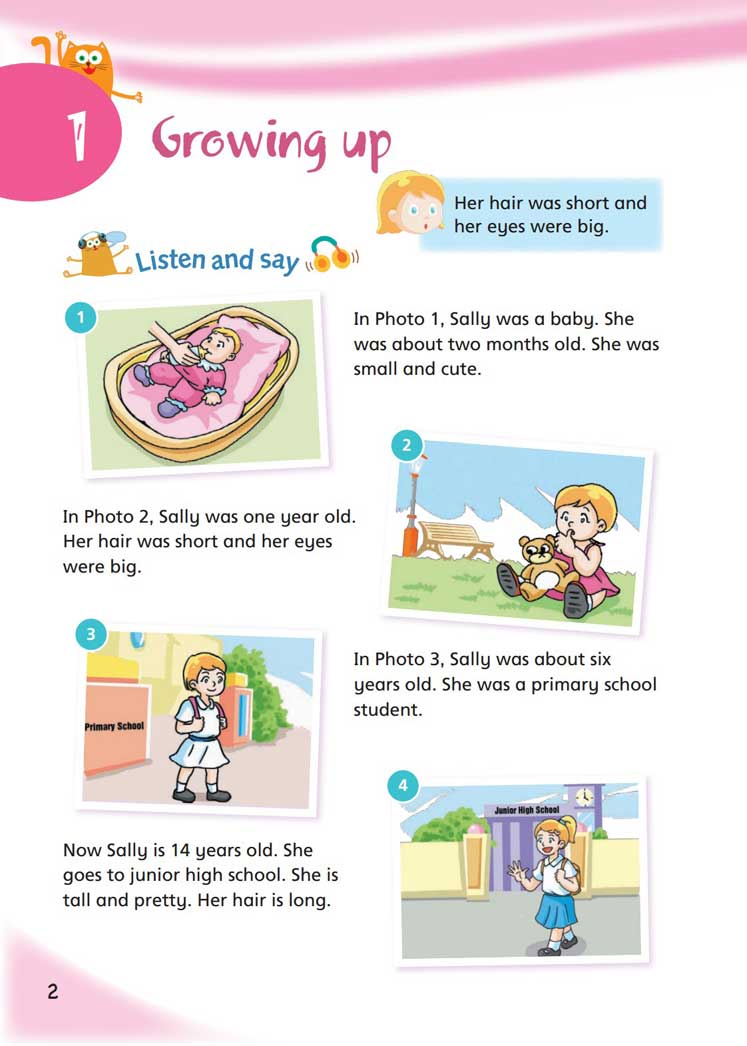 1
Growing up
Her hair was short and
her eyes were big.
Listen and say
1
In Photo 1, Sally was a baby. She
was about two months old. She was
small and cute.
2
In Photo 2, Sally was one year old.
Her hair was short and her eyes
were big.
3
Primary School
In Photo 3, Sally was about six
years old. She was a primary school
student.
4
Junior High School
Now Sally is 14 years old. She
goes to junior high school. She is
tall and pretty. Her hair is long.
2